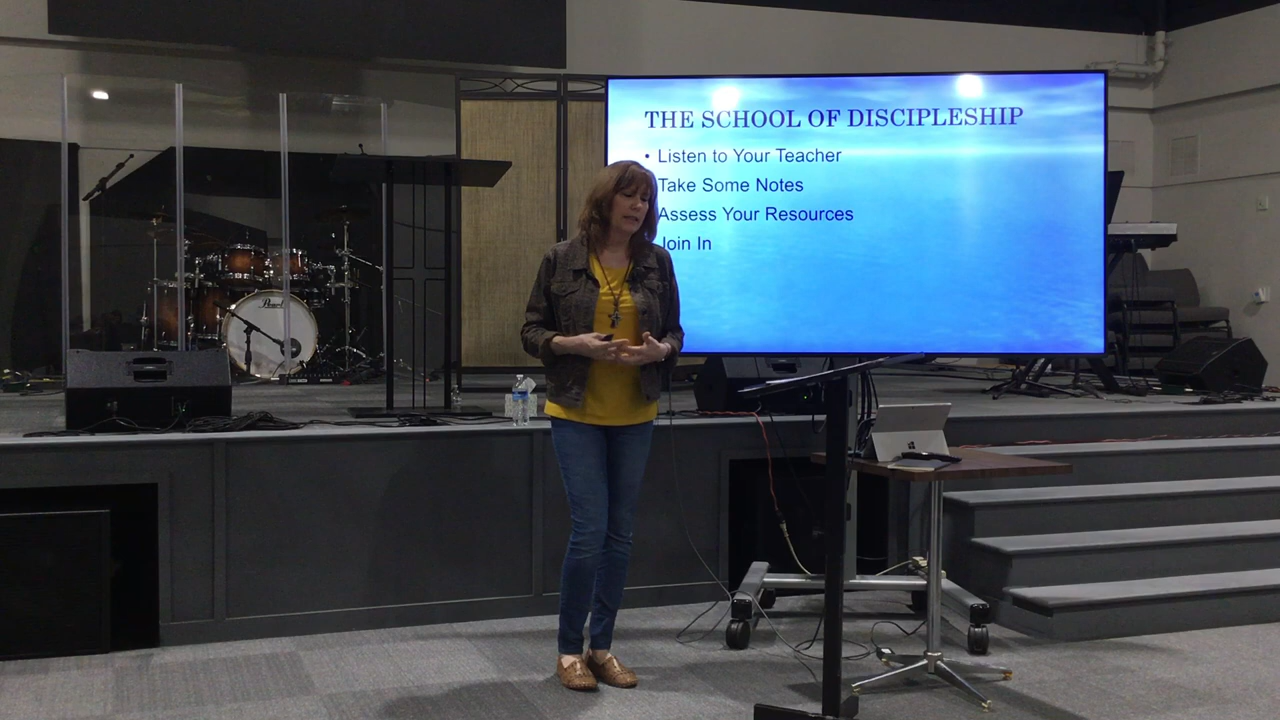 THE SCHOOL OF DISCIPLESHIP
• Listen to Your Teacher
Take Some Notes
Assess Your Resources
Join In
Pearl